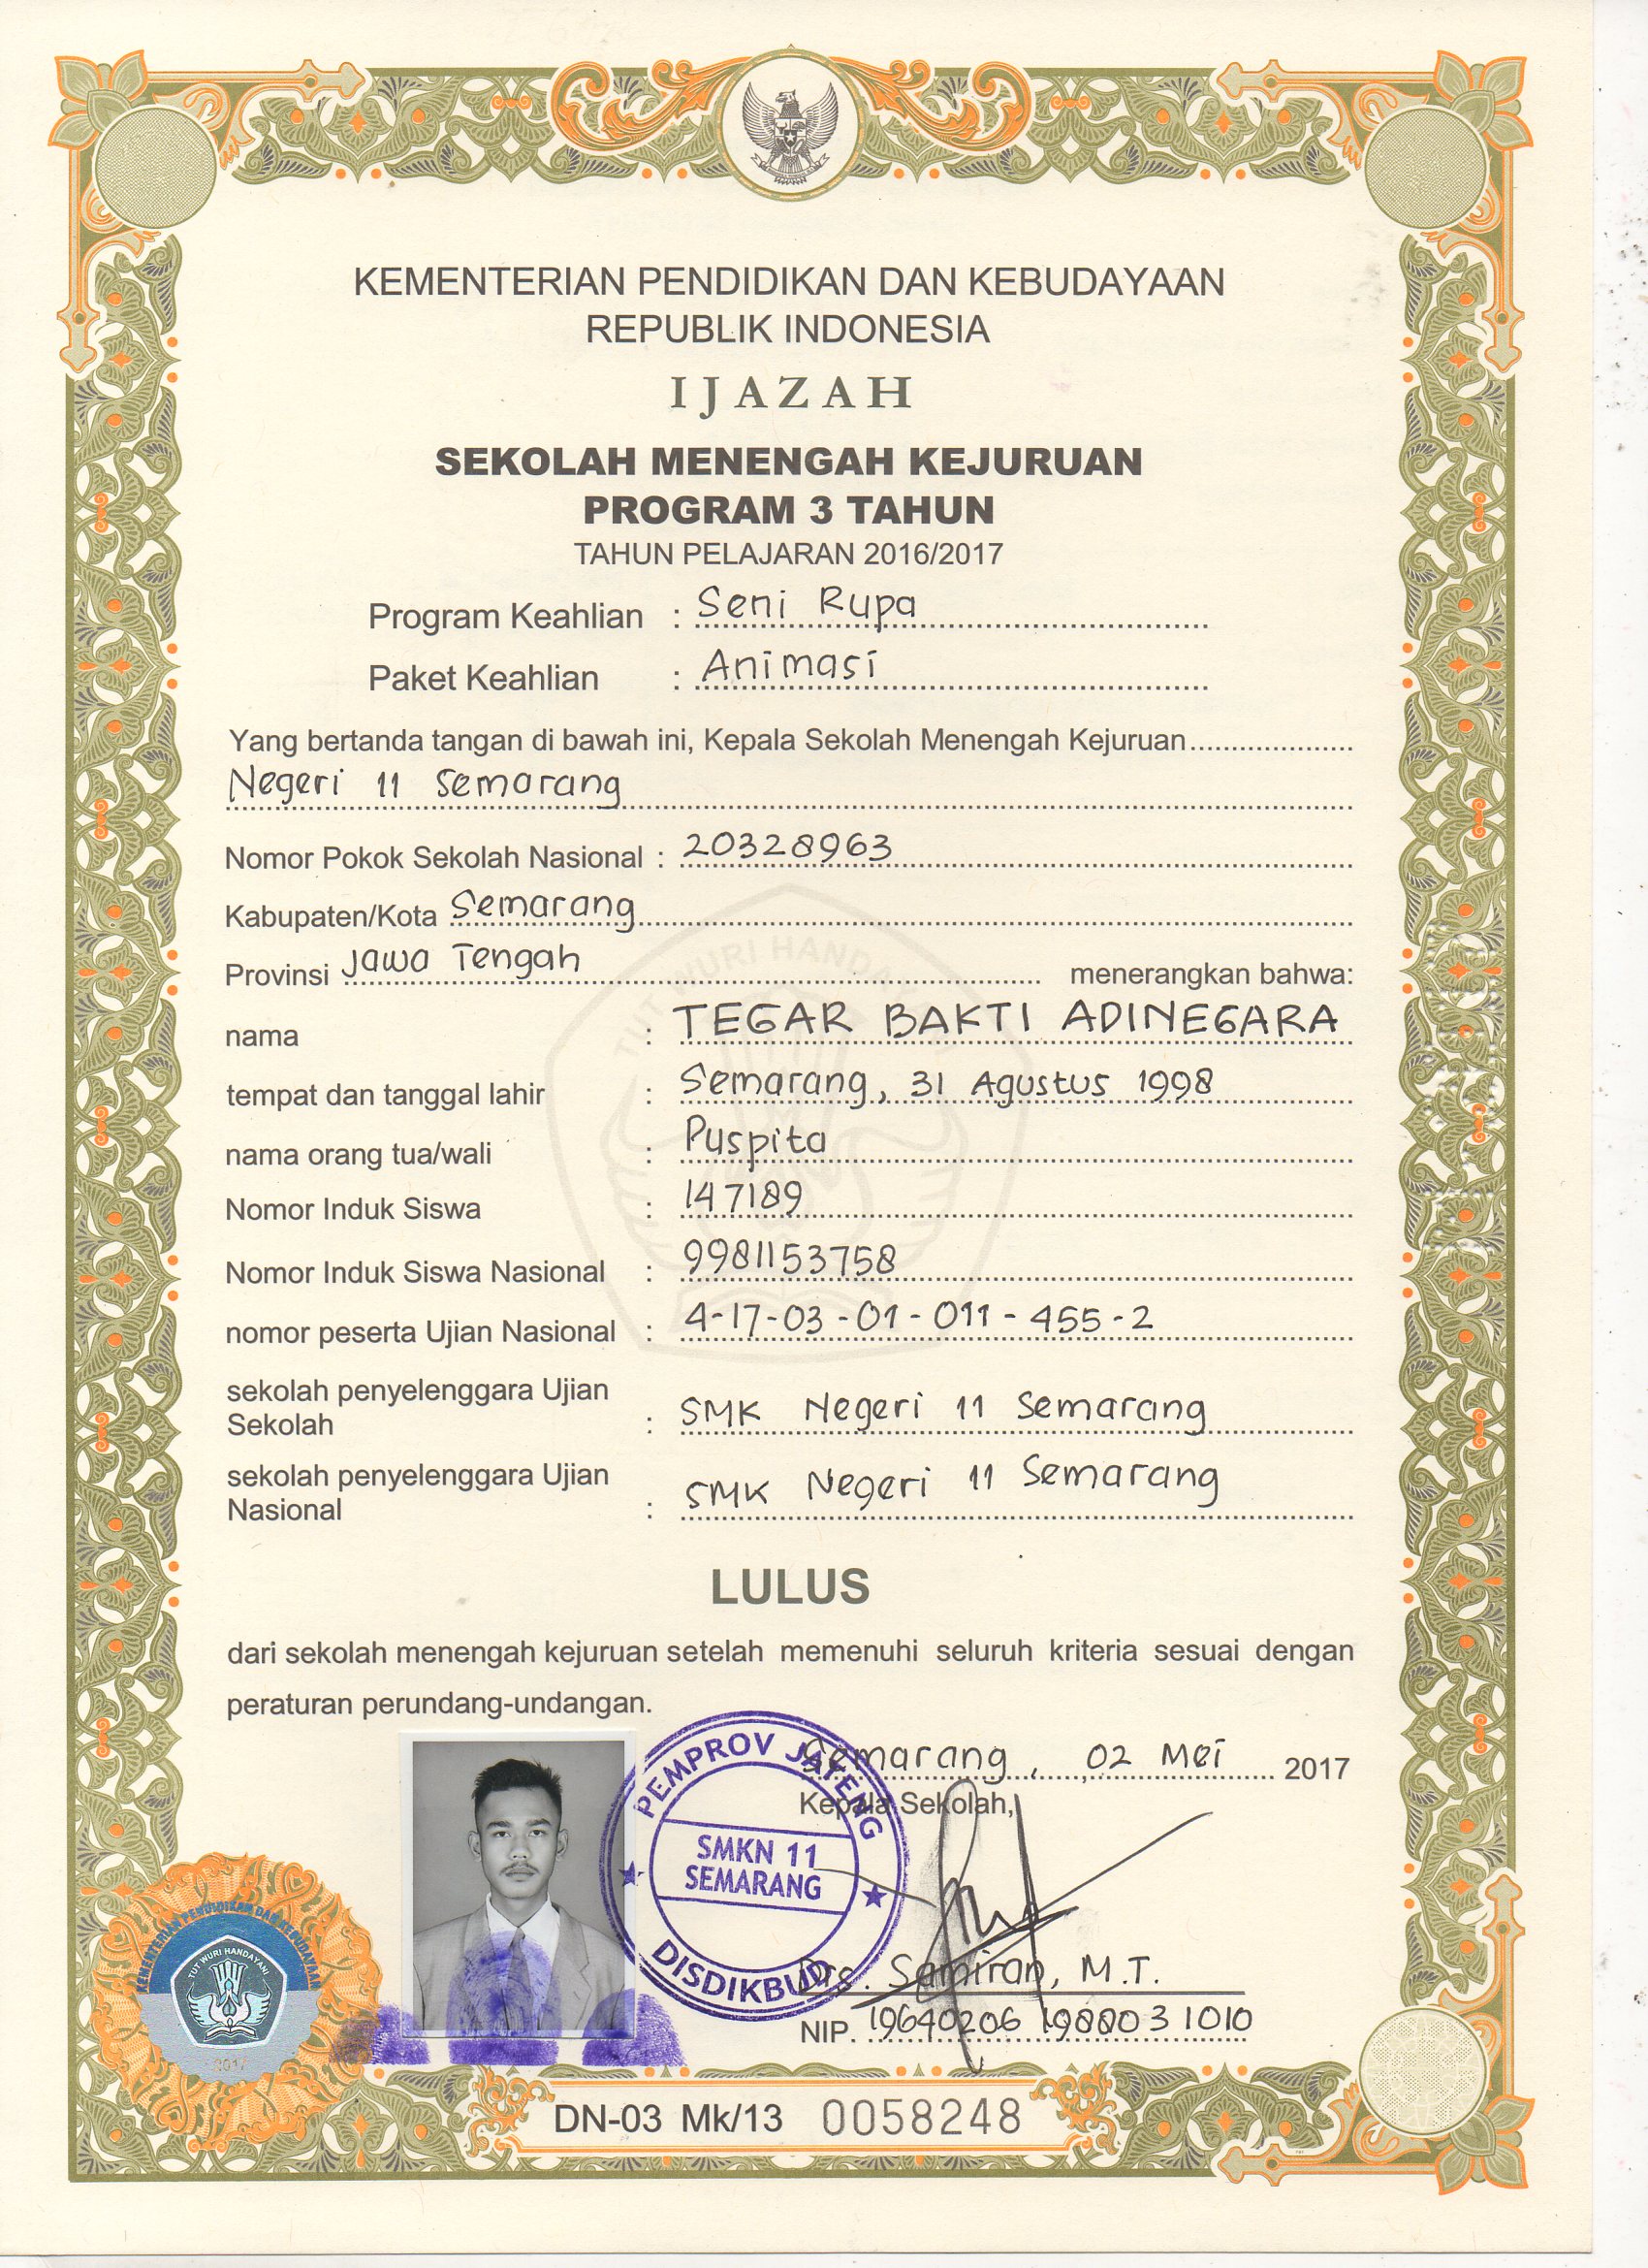 KEMENTERIAN PENDIDIKAN DAN KEBUDAYAAN
REPUBLIK INDONESIA
IJAZAH
SEKOLAH MENENGAH KEJURUAN
PROGRAM 3 TAHUN
TAHUN PELAJARAN 2016/2017
Program Keahlian : Seni Rupa
Paket Keahlian : Animasi
Yang bertanda tangan di bawah ini, Kepala Sekolah Menengah Kejuruan
Negeri 11 Semarang
Nomor Pokok Sekolah Nasional : 20328963
Kabupaten/Kota Semarang
TUT WURI HANDAYANI
Provinsi Jawa Tengah menerangkan bahwa:
nama : TEGAR BAKTI ADINEGARA
tempat dan tanggal lahir : Semarang, 31 Agustus 1998
nama orang tua/wali : Puspita
Nomor Induk Siswa : 147189
Nomor Induk Siswa Nasional : 9981153758
nomor peserta Ujian Nasional : 4-17-03-01-011-455-2
sekolah penyelenggara Ujian
Sekolah : SMK Negeri 11 Semarang
sekolah penyelenggara Ujian
Nasional : SMK Negeri 11 Semarang
LULUS
dari sekolah menengah kejuruan setelah memenuhi seluruh kriteria sesuai dengan
peraturan perundang-undangan.
Semarang, 02 Mei 2017
Kepala Sekolah,
PEMPROV JATENG
SMKN 11
SEMARANG
DISDIKBUD
Drs. Samiran, M.T.
NIP. 19640206 198803 1010
KEMENTERIAN PENDIDIKAN DAN KEBUDAYAAN
TUT WURI HANDAYANI
2017
DN-03 Mk/13 0058248